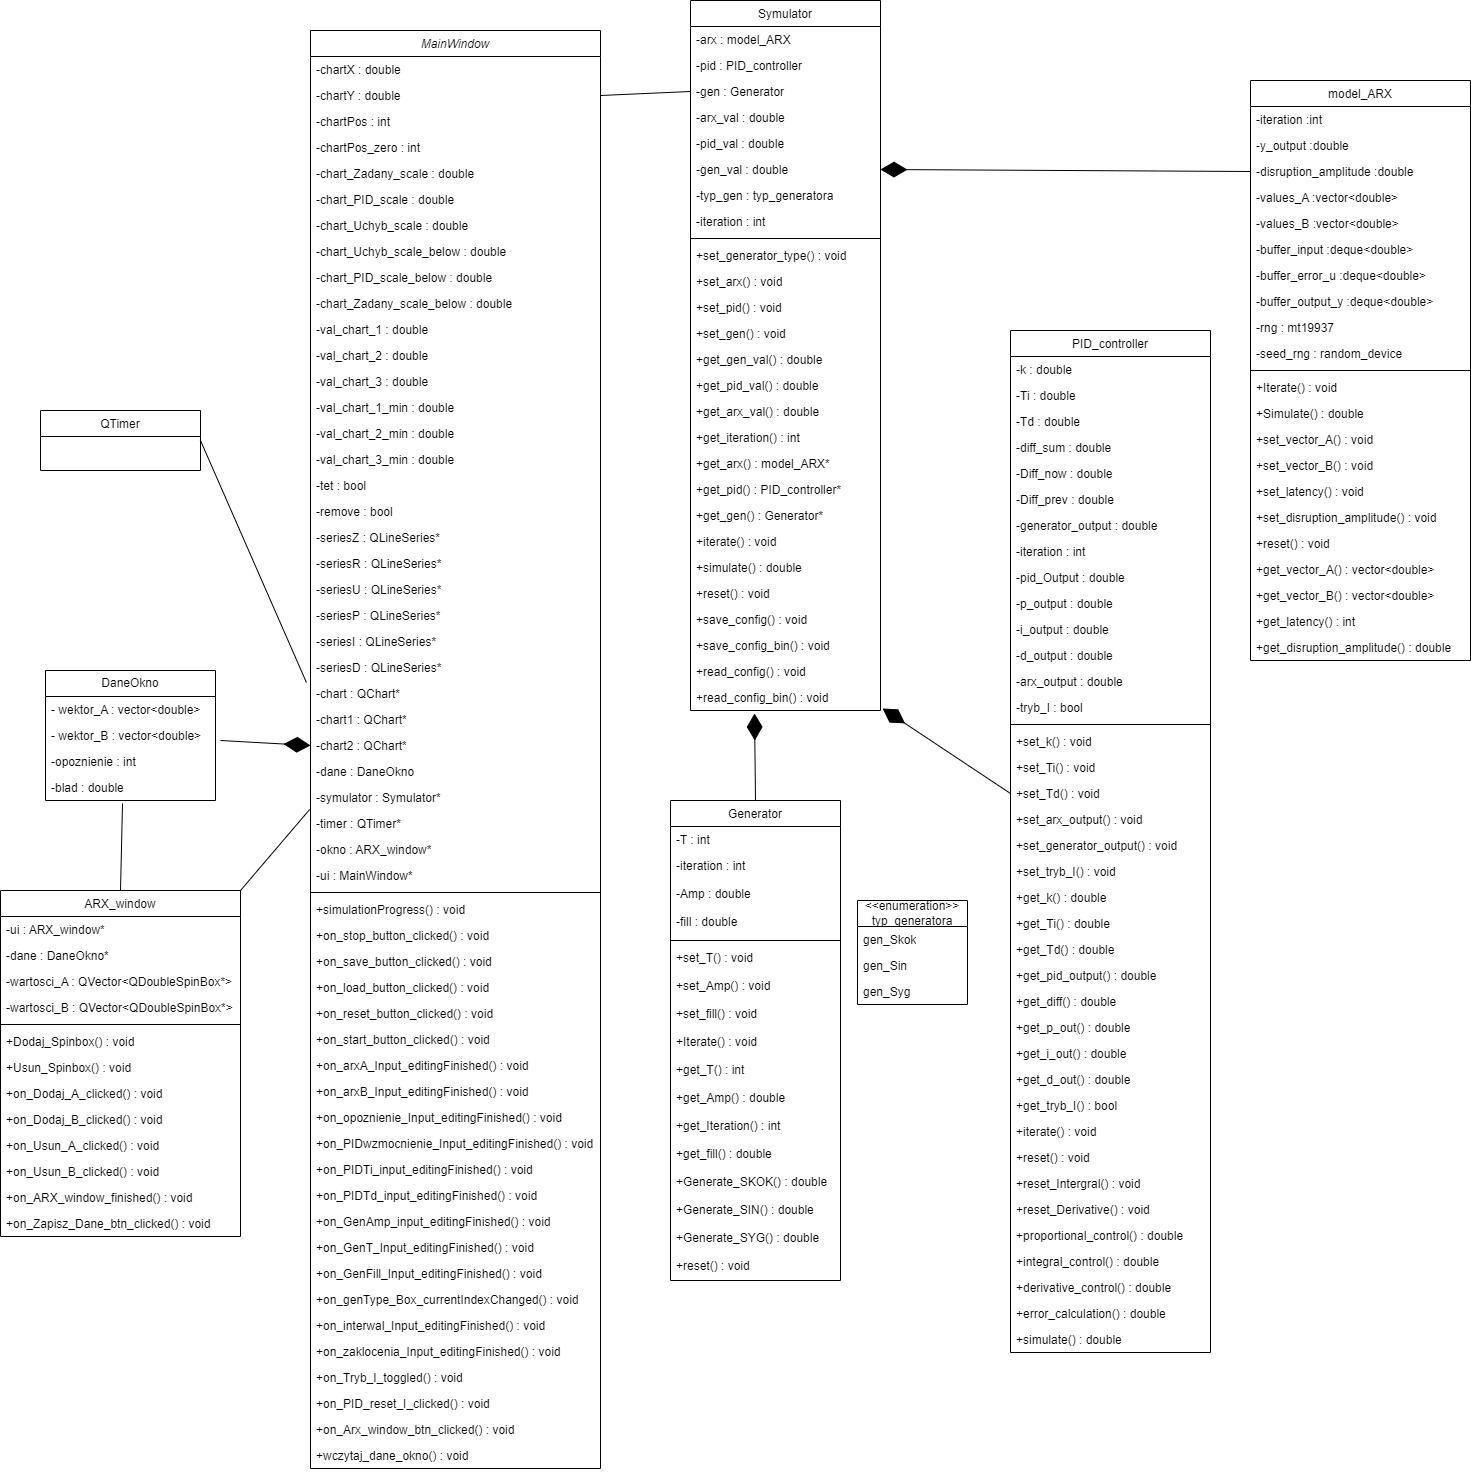 QTimer
DaneOkno
- wektor_A : vector<double>
- wektor_B : vector<double>
-opoznienie : int
-blad : double
ARX_window
-ui : ARX_window*
-dane : DaneOkno*
-wartosci_A : QVector<QDoubleSpinBox*>
-wartosci_B : QVector<QDoubleSpinBox*>
+Dodaj_Spinbox() : void
+Usun_Spinbox() : void
+on_Dodaj_A_clicked() : void
+on_Dodaj_B_clicked() : void
+on_Usun_A_clicked() : void
+on_Usun_B_clicked() : void
+on_ARX_window_finished() : void
+on_Zapisz_Dane_btn_clicked() : void
MainWindow
-chartX : double
-chartY : double
-chartPos : int
-chartPos_zero : int
-chart_Zadany_scale : double
-chart_PID_scale : double
-chart_Uchyb_scale : double
-chart_Uchyb_scale_below : double
-chart_PID_scale_below : double
-chart_Zadany_scale_below : double
-val_chart_1 : double
-val_chart_2 : double
-val_chart_3 : double
-val_chart_1_min : double
-val_chart_2_min : double
-val_chart_3_min : double
-tet : bool
-remove : bool
-seriesZ : QLineSeries*
-seriesR : QLineSeries*
-seriesU : QLineSeries*
-seriesP : QLineSeries*
-seriesI : QLineSeries*
-seriesD : QLineSeries*
-chart : QChart*
-chart1 : QChart*
-chart2 : QChart*
-dane : DaneOkno
-symulator : Symulator*
-timer : QTimer*
-okno : ARX_window*
-ui : MainWindow*
+simulationProgress() : void
+on_stop_button_clicked() : void
+on_save_button_clicked() : void
+on_load_button_clicked() : void
+on_reset_button_clicked() : void
+on_start_button_clicked() : void
+on_arxA_Input_editingFinished() : void
+on_arxB_Input_editingFinished() : void
+on_opoznienie_Input_editingFinished() : void
+on_PIDwzmocnienie_Input_editingFinished() : void
+on_PIDTi_input_editingFinished() : void
+on_PIDTd_input_editingFinished() : void
+on_GenAmp_input_editingFinished() : void
+on_GenT_Input_editingFinished() : void
+on_GenFill_Input_editingFinished() : void
+on_genType_Box_currentIndexChanged() : void
+on_interwal_Input_editingFinished() : void
+on_zaklocenia_Input_editingFinished() : void
+on_Tryb_I_toggled() : void
+on_PID_reset_I_clicked() : void
+on_Arx_window_btn_clicked() : void
+wczytaj_dane_okno() : void
Symulator
-arx : model_ARX
-pid : PID_controller
-gen : Generator
-arx_val : double
-pid_val : double
-gen_val : double
-typ_gen : typ_generatora
-iteration : int
+set_generator_type() : void
+set_arx() : void
+set_pid() : void
+set_gen() : void
+get_gen_val() : double
+get_pid_val() : double
+get_arx_val() : double
+get_iteration() : int
+get_arx() : model_ARX*
+get_pid() : PID_controller*
+get_gen() : Generator*
+iterate() : void
+simulate() : double
+reset() : void
+save_config() : void
+save_config_bin() : void
+read_config() : void
+read_config_bin() : void
Generator
-T : int
-iteration : int
-Amp : double
-fill : double
+set_T() : void
+set_Amp() : void
+set_fill() : void
+Iterate() : void
+get_T() : int
+get_Amp() : double
+get_Iteration() : int
+get_fill() : double
+Generate_SKOK() : double
+Generate_SIN() : double
+Generate_SYG() : double
+reset() : void
<<enumeration>>
typ_generatora
gen_Skok
gen_Sin
gen_Syg
PID_controller
-k : double
-Ti : double
-Td : double
-diff_sum : double
-Diff_now : double
-Diff_prev : double
-generator_output : double
-iteration : int
-pid_Output : double
-p_output : double
-i_output : double
-d_output : double
-arx_output : double
-tryb_I : bool
+set_k() : void
+set_Ti() : void
+set_Td() : void
+set_arx_output() : void
+set_generator_output() : void
+set_tryb_I() : void
+get_k() : double
+get_Ti() : double
+get_Td() : double
+get_pid_output() : double
+get_diff() : double
+get_p_out() : double
+get_i_out() : double
+get_d_out() : double
+get_tryb_I() : bool
+iterate() : void
+reset() : void
+reset_Intergral() : void
+reset_Derivative() : void
+proportional_control() : double
+integral_control() : double
+derivative_control() : double
+error_calculation() : double
+simulate() : double
model_ARX
-iteration :int
-y_output :double
-disruption_amplitude :double
-values_A :vector<double>
-values_B :vector<double>
-buffer_input :deque<double>
-buffer_error_u :deque<double>
-buffer_output_y :deque<double>
-rng : mt19937
-seed_rng : random_device
+Iterate() : void
+Simulate() : double
+set_vector_A() : void
+set_vector_B() : void
+set_latency() : void
+set_disruption_amplitude() : void
+reset() : void
+get_vector_A() : vector<double>
+get_vector_B() : vector<double>
+get_latency() : int
+get_disruption_amplitude() : double